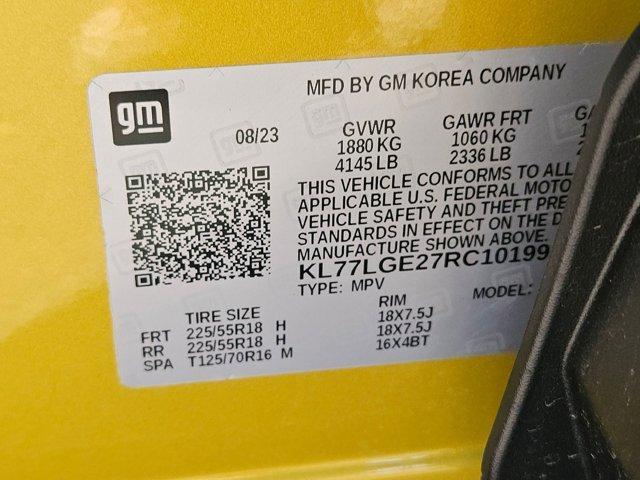 gm
MFD BY GM KOREA COMPANY
08/23
GVWR
1880 KG
4145 LB
GAWR FRT
1060 KG
2336 LB
THIS VEHICLE CONFORMS TO ALL
APPLICABLE U.S. FEDERAL
VEHICLE SAFETY AND THEFT
STANDARDS IN EFFECT ON THE
MANUFACTURE SHOWN ABOVE.
KL77LGE27RC10199
TYPE: MPV
MODEL:
TIRE SIZE
RIM
FRT 225/55R18 H 18X7.5J
RR 225/55R18 H 18X7.5J
SPA T125/70R16 M 16X4BT